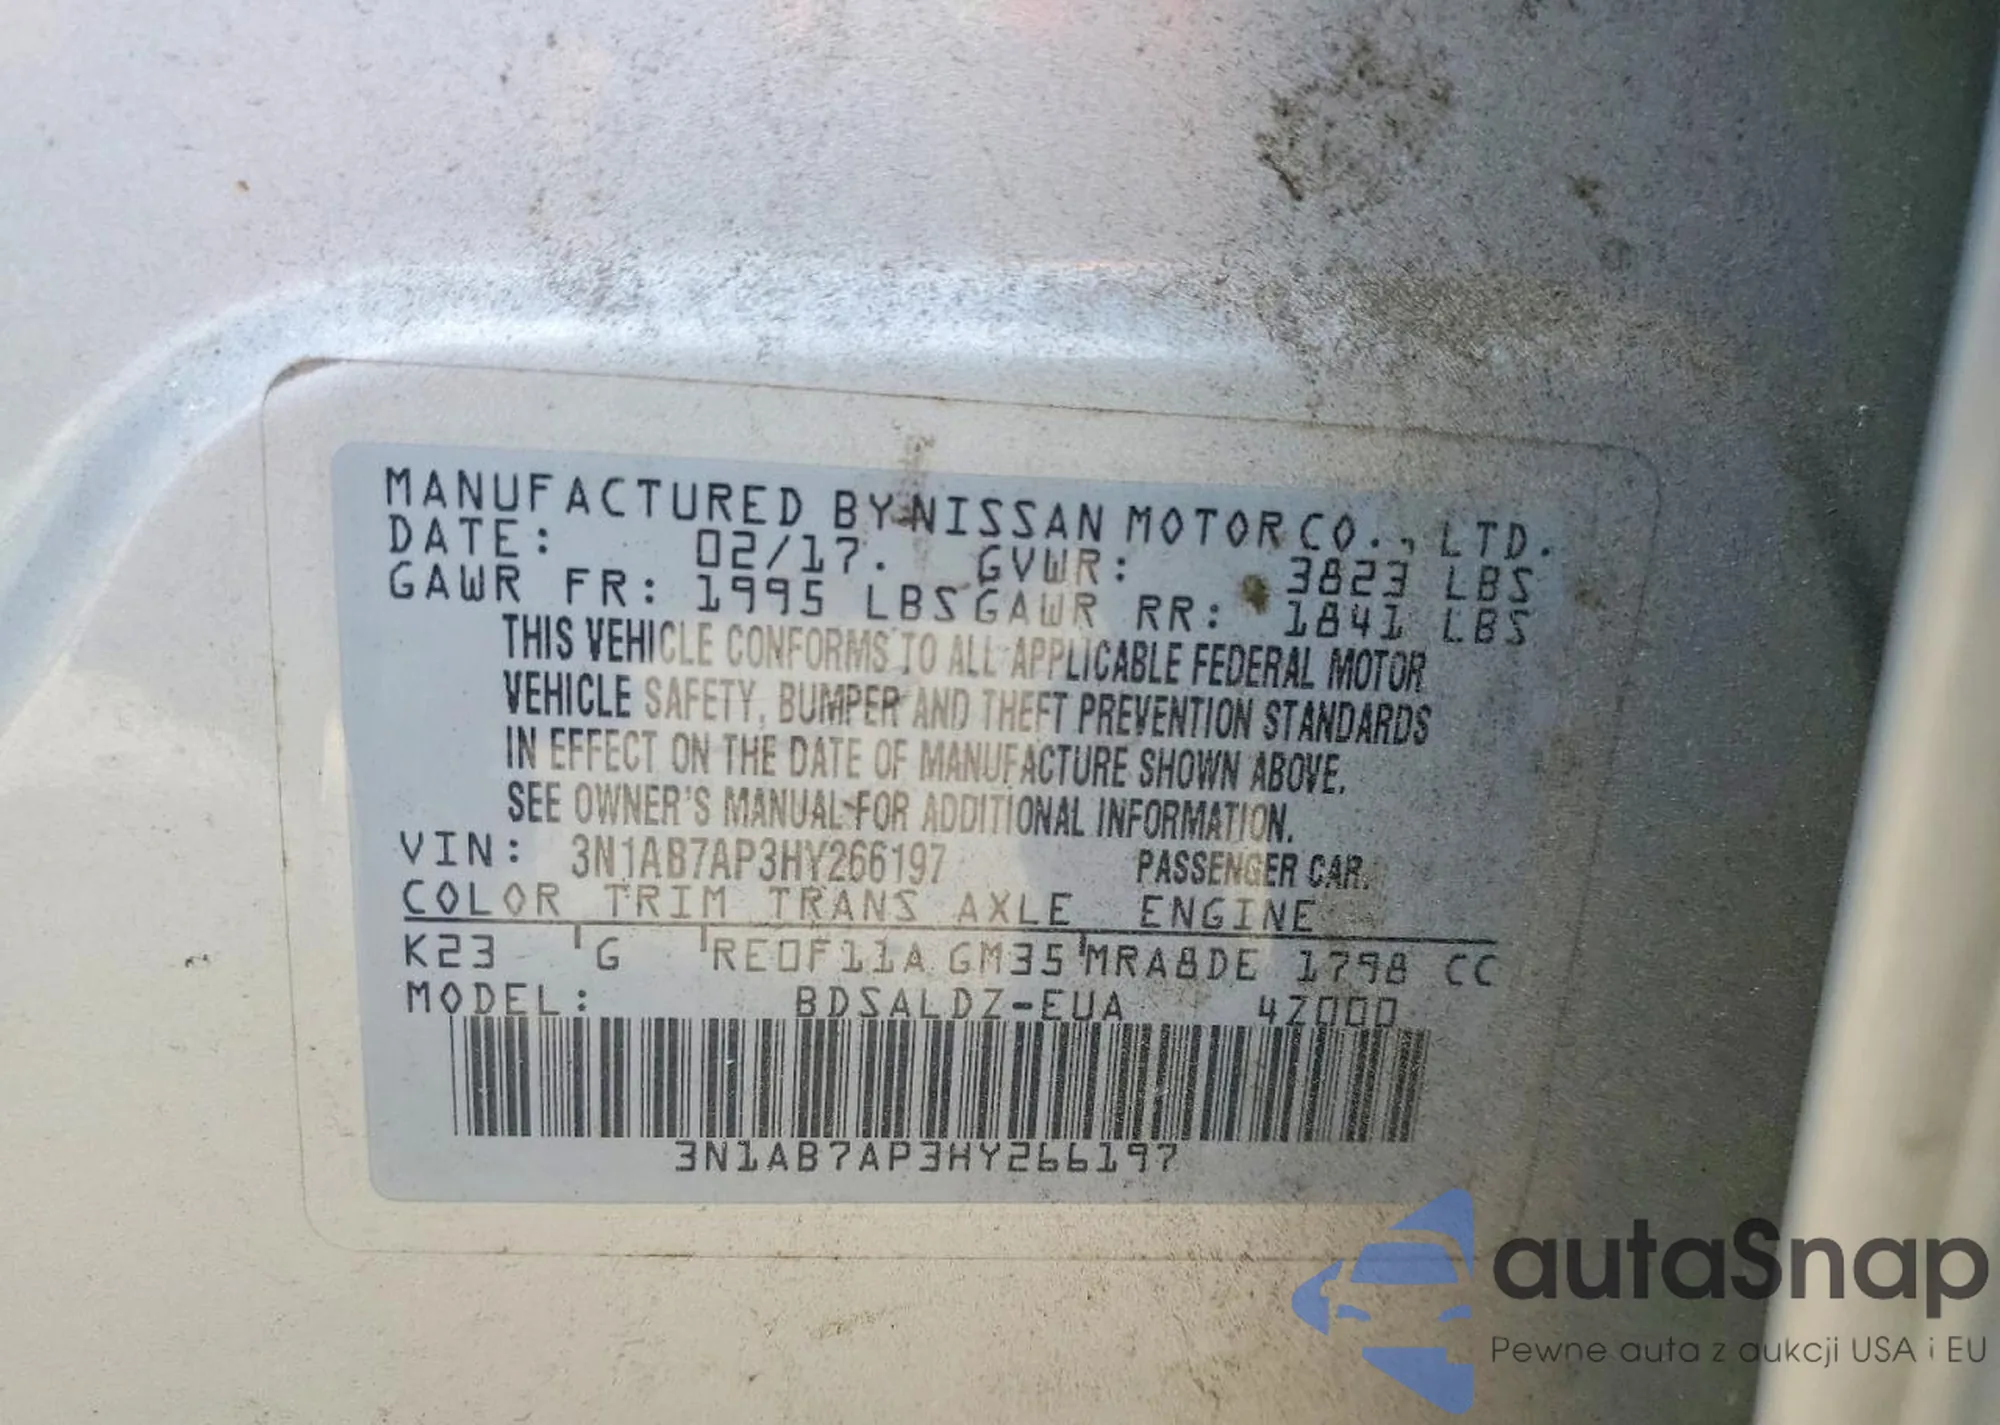 MANUFACTURED BY NISSAN MOTOR CO., LTD.
DATE: 02/17. GVWR: 3823 LBS
GAWR FR: 1995 LBS GAWR RR: 1841 LBS
THIS VEHICLE CONFORMS TO ALL APPLICABLE FEDERAL MOTOR
VEHICLE SAFETY, BUMPER AND THEFT PREVENTION STANDARDS
IN EFFECT ON THE DATE OF MANUFACTURE SHOWN ABOVE.
SEE OWNER'S MANUAL FOR ADDITIONAL INFORMATION.
VIN: 3N1AB7AP3HY266197 PASSENGER CAR.
COLOR TRIM TRANS AXLE ENGINE
K23 G RE0F11A GM35 MRA8DE 1798 CC
MODEL: BDSALDZ-EUA 4Z000
3N1AB7AP3HY266197
autaSnap
Pewne auta z aukcji USA i EU